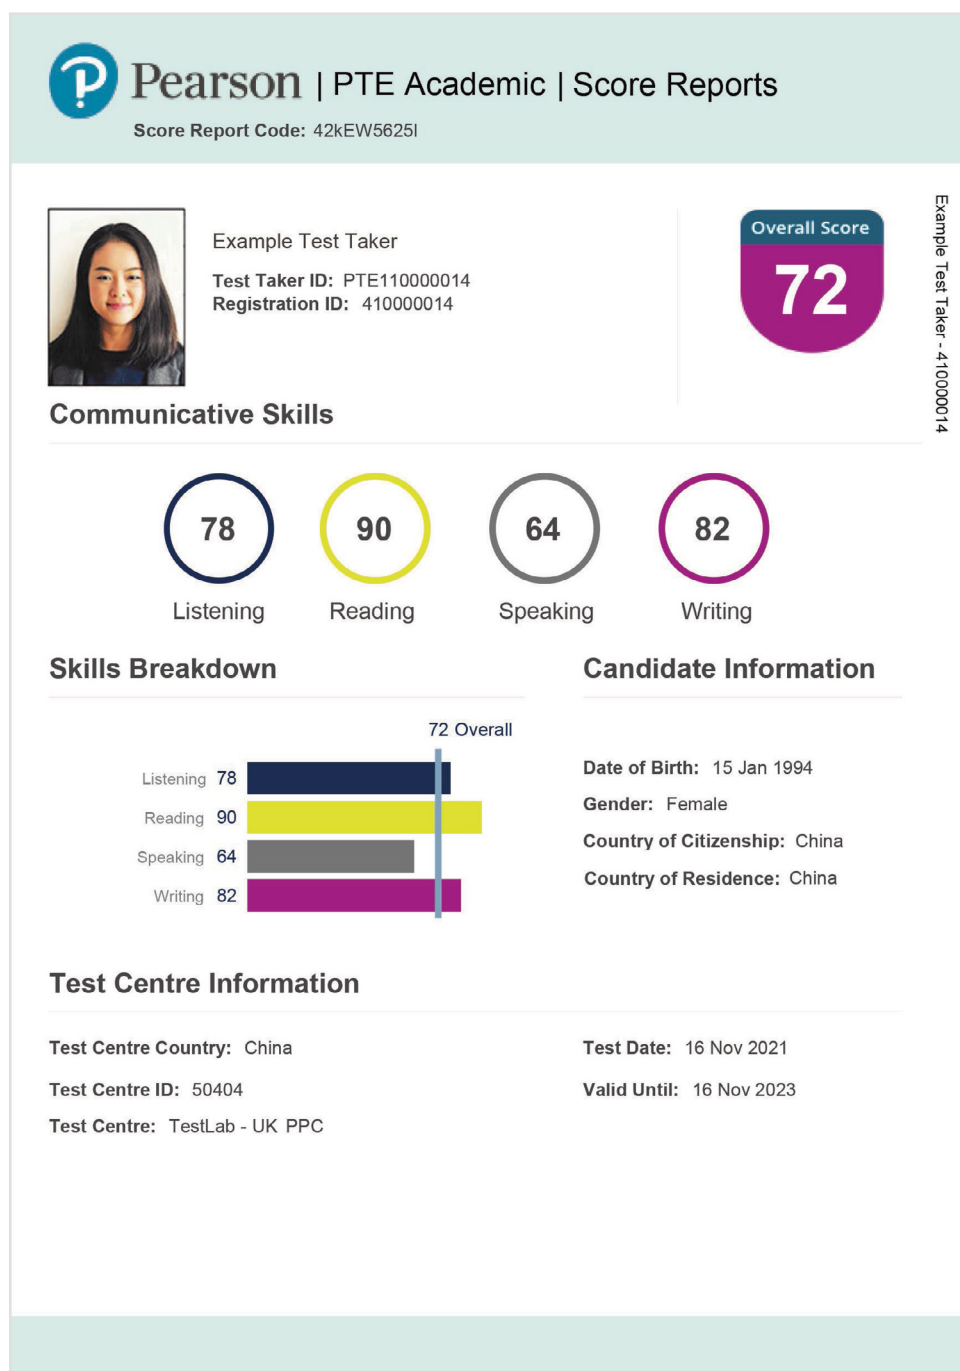 Pearson | PTE Academic | Score Reports
Score Report Code: 42kEW5625I
Example Test Taker
Test Taker ID: PTE110000014
Registration ID: 410000014
Overall Score
72
Example Test Taker - 410000014
Communicative Skills
78 90 64 82
Listening Reading Speaking Writing
Skills Breakdown
72 Overall
Listening 78
Reading 90
Speaking 64
Writing 82
Candidate Information
Date of Birth: 15 Jan 1994
Gender: Female
Country of Citizenship: China
Country of Residence: China
Test Centre Information
Test Centre Country: China
Test Centre ID: 50404
Test Centre: TestLab - UK PPC
Test Date: 16 Nov 2021
Valid Until: 16 Nov 2023